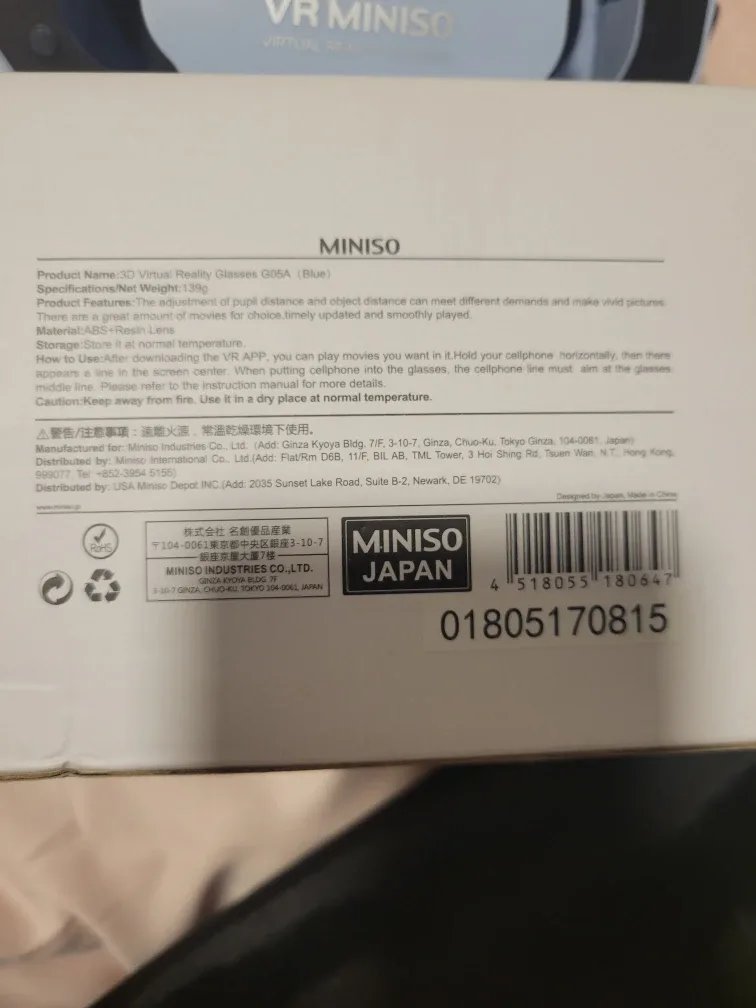 VR MINISO
MINISO
Product Name:3D Virtual Reality Glasses G05A (Blue)
Specifications/Net Weight:139g
Product Features:The adjustment of pupil distance and object distance can meet different demands and make vivid pictures.
There are a great amount of movies for choice,timely updated and smoothly played.
Material:ABS+Resin Lens
Storage:Store it at normal temperature.
How to Use:After downloading the VR APP, you can play movies you want in it.Hold your cellphone horizontally, then there
appears a line in the screen center. When putting cellphone into the glasses, the cellphone line must aim at the glasses
middle line. Please refer to the instruction manual for more details.
Caution:Keep away from fire. Use it in a dry place at normal temperature.
⚠警告/注意事項：遠離火源，常溫乾燥環境下使用。
Manufactured for: Miniso Industries Co., Ltd. (Add: Ginza Kyoya Bldg. 7/F, 3-10-7, Ginza, Chuo-Ku, Tokyo Ginza, 104-0061, Japan)
Distributed by: Miniso International Co., Ltd.(Add: Flat/Rm D6B, 11/F, BIL AB, TML Tower, 3 Hoi Shing Rd, Tsuen Wan, N.T, Hong Kong,
999077, Tel: +852-3954 5155)
Distributed by: USA Miniso Depot INC.(Add: 2035 Sunset Lake Road, Suite B-2, Newark, DE 19702)
www.miniso.jp
Designed by Japan, Made in China
RoHS
株式会社 名創優品産業
〒104-0061東京都中央区銀座3-10-7
銀座京屋大廈7樓
MINISO INDUSTRIES CO.,LTD.
GINZA KYOYA BLDG. 7F
3-10-7 GINZA, CHUO-KU, TOKYO 104-0061, JAPAN
MINISO
JAPAN
4 518055 180647
01805170815